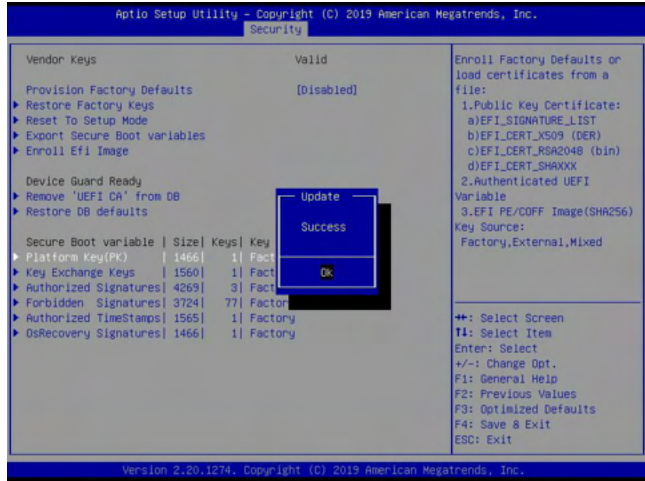 Aptio Setup Utility – Copyright (C) 2019 American Megatrends, Inc.
Security
Vendor Keys Valid
Provision Factory Defaults [Disabled]
Restore Factory Keys
Reset To Setup Mode
Export Secure Boot variables
Enroll Efi Image
Device Guard Ready
Remove 'UEFI CA' from DB
Restore DB defaults
Secure Boot variable | Size| Keys| Key
Platform Key(PK) | 1466| 1| Fact
Key Exchange Keys | 1560| 1| Fact
Authorized Signatures| 4269| 3| Fact
Forbidden Signatures| 3724| 77| Factor
Authorized TimeStamps| 1565| 1| Factory
OsRecovery Signatures| 1466| 1| Factory
Update
Success
Ok
Enroll Factory Defaults or
load certificates from a
file:
1.Public Key Certificate:
a)EFI_SIGNATURE_LIST
b)EFI_CERT_X509 (DER)
c)EFI_CERT_RSA2048 (bin)
d)EFI_CERT_SHAXXX
2.Authenticated UEFI
Variable
3.EFI PE/COFF Image(SHA256)
Key Source:
Factory,External,Mixed
↔: Select Screen
↑↓: Select Item
Enter: Select
+/-: Change Opt.
F1: General Help
F2: Previous Values
F3: Optimized Defaults
F4: Save & Exit
ESC: Exit
Version 2.20.1274. Copyright (C) 2019 American Megatrends, Inc.